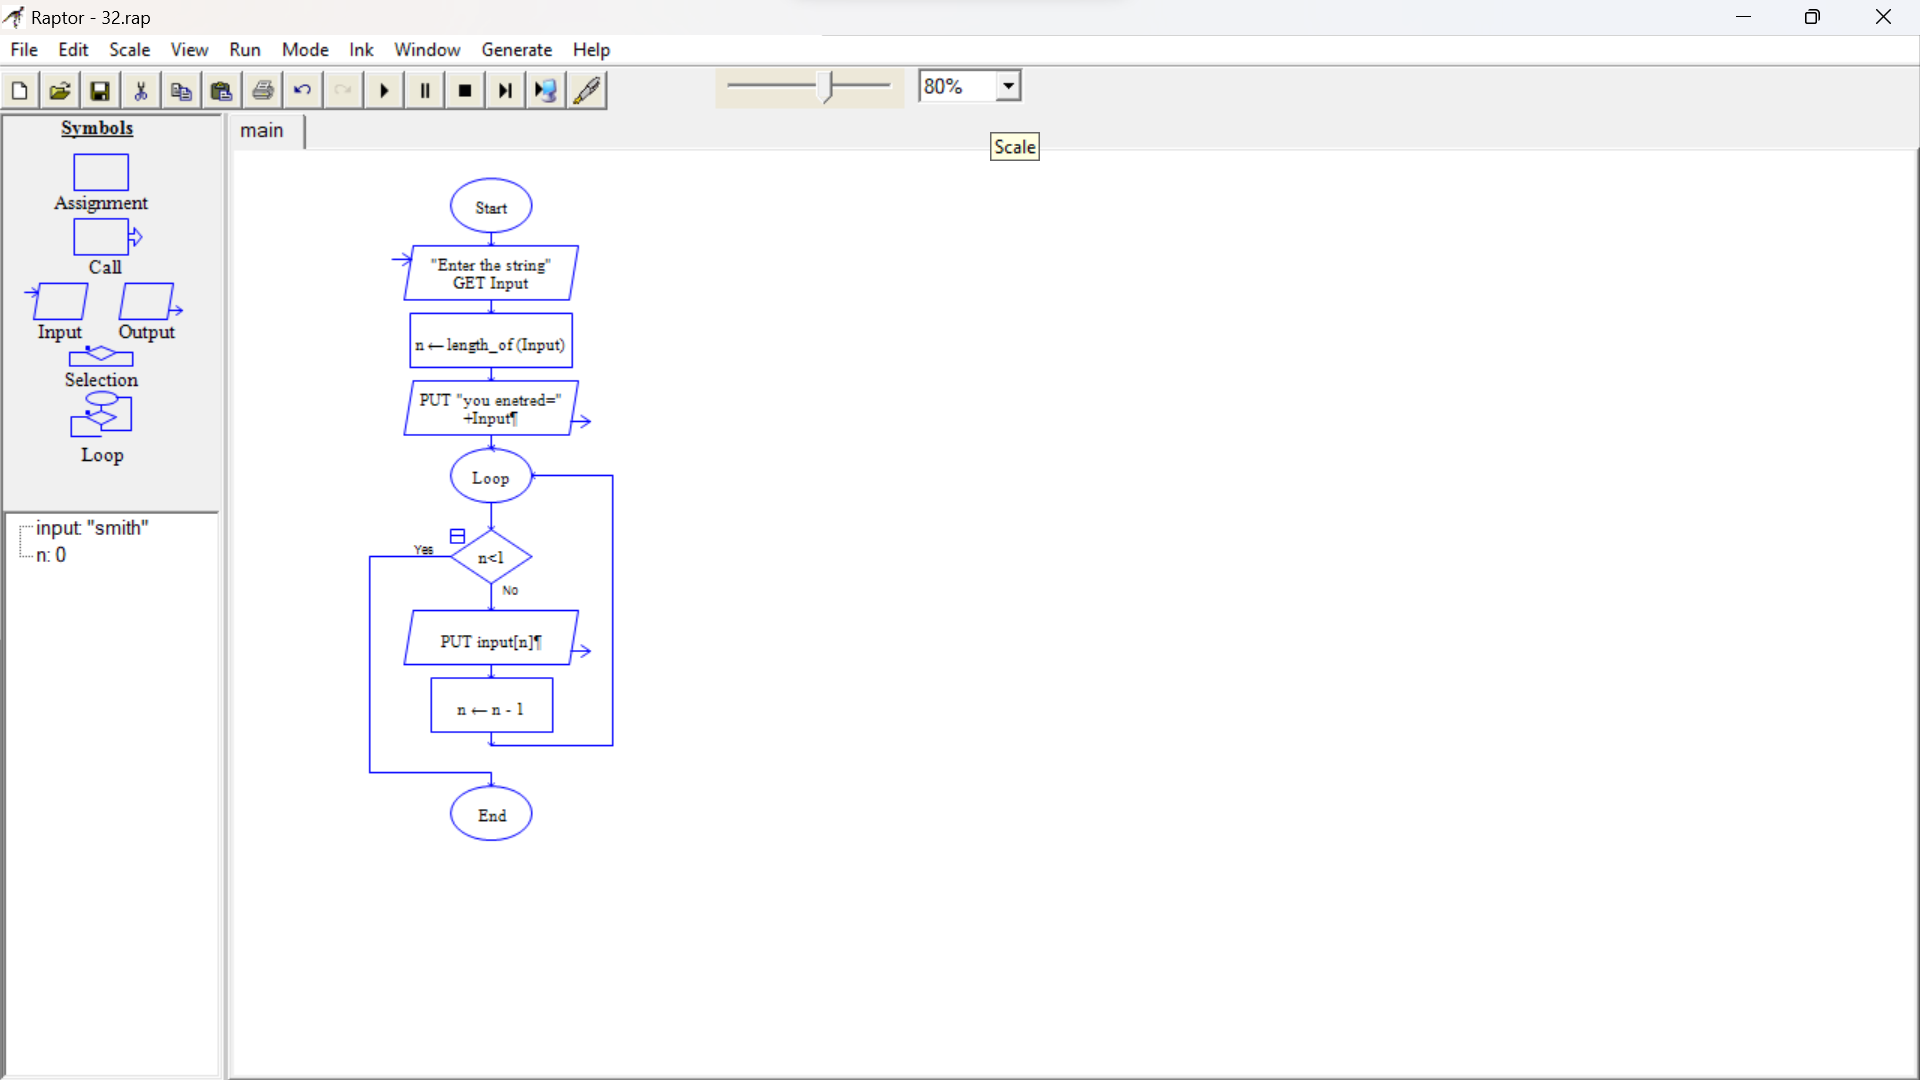 Raptor - 32.rap
File Edit Scale View Run Mode Ink Window Generate Help
80%
Symbols
main
Scale
Assignment
Call
Input Output
Selection
Loop
input: "smith"
n: 0
Start
"Enter the string"
GET Input
n ← length_of (Input)
PUT "you enetred="
+Input¶
Loop
Yes
n<1
No
PUT input[n]¶
n ← n - 1
End